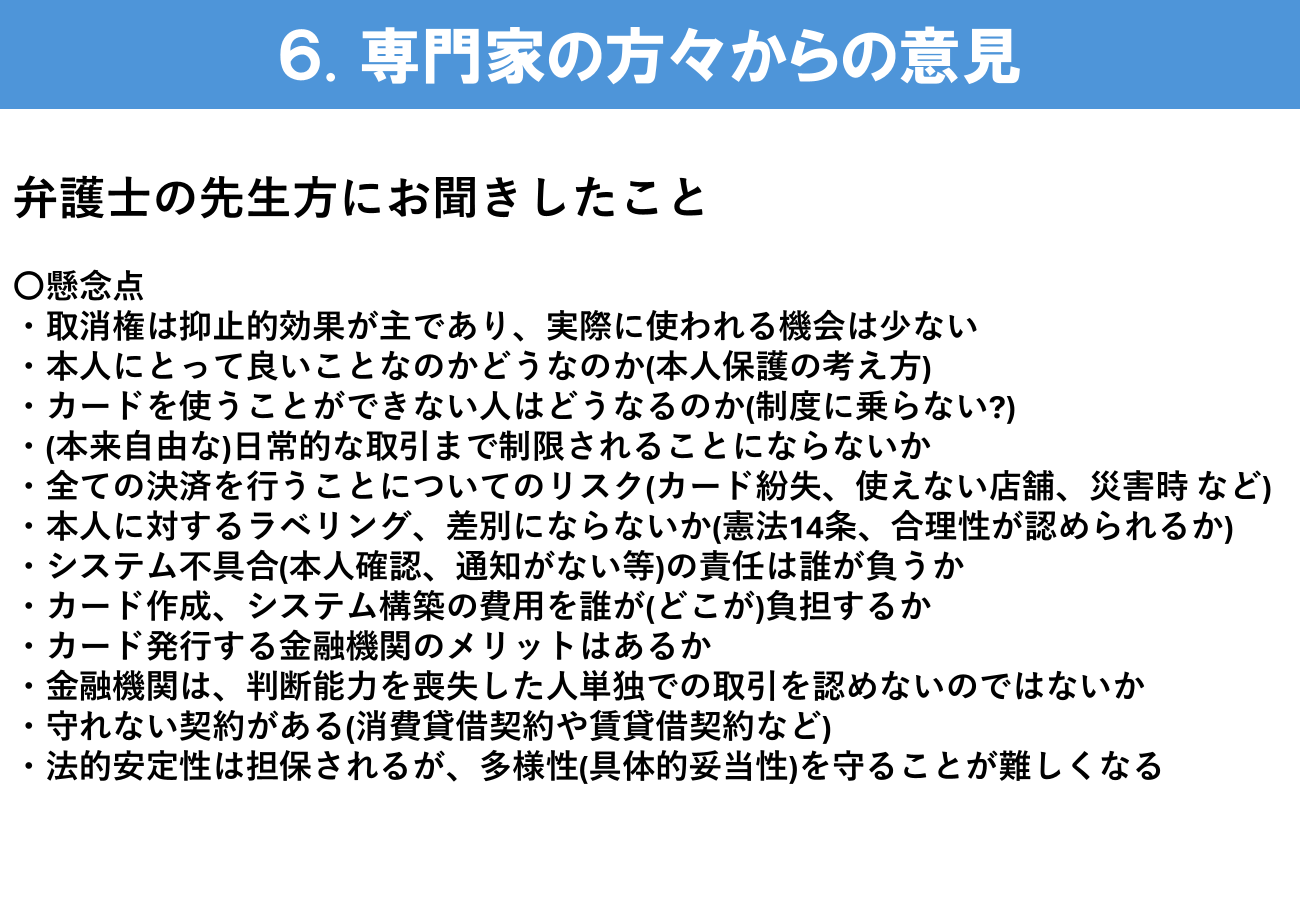 6. 専門家の方々からの意見
弁護士の先生方にお聞きしたこと
〇懸念点
・取消権は抑止的効果が主であり、実際に使われる機会は少ない
・本人にとって良いことなのかどうなのか(本人保護の考え方)
・カードを使うことができない人はどうなるのか(制度に乗らない?)
・(本来自由な)日常的な取引まで制限されることにならないか
・全ての決済を行うことについてのリスク(カード紛失、使えない店舗、災害時 など)
・本人に対するラベリング、差別にならないか(憲法14条、合理性が認められるか)
・システム不具合(本人確認、通知がない等)の責任は誰が負うか
・カード作成、システム構築の費用を誰が(どこが)負担するか
・カード発行する金融機関のメリットはあるか
・金融機関は、判断能力を喪失した人単独での取引を認めないのではないか
・守れない契約がある(消費貸借契約や賃貸借契約など)
・法的安定性は担保されるが、多様性(具体的妥当性)を守ることが難しくなる